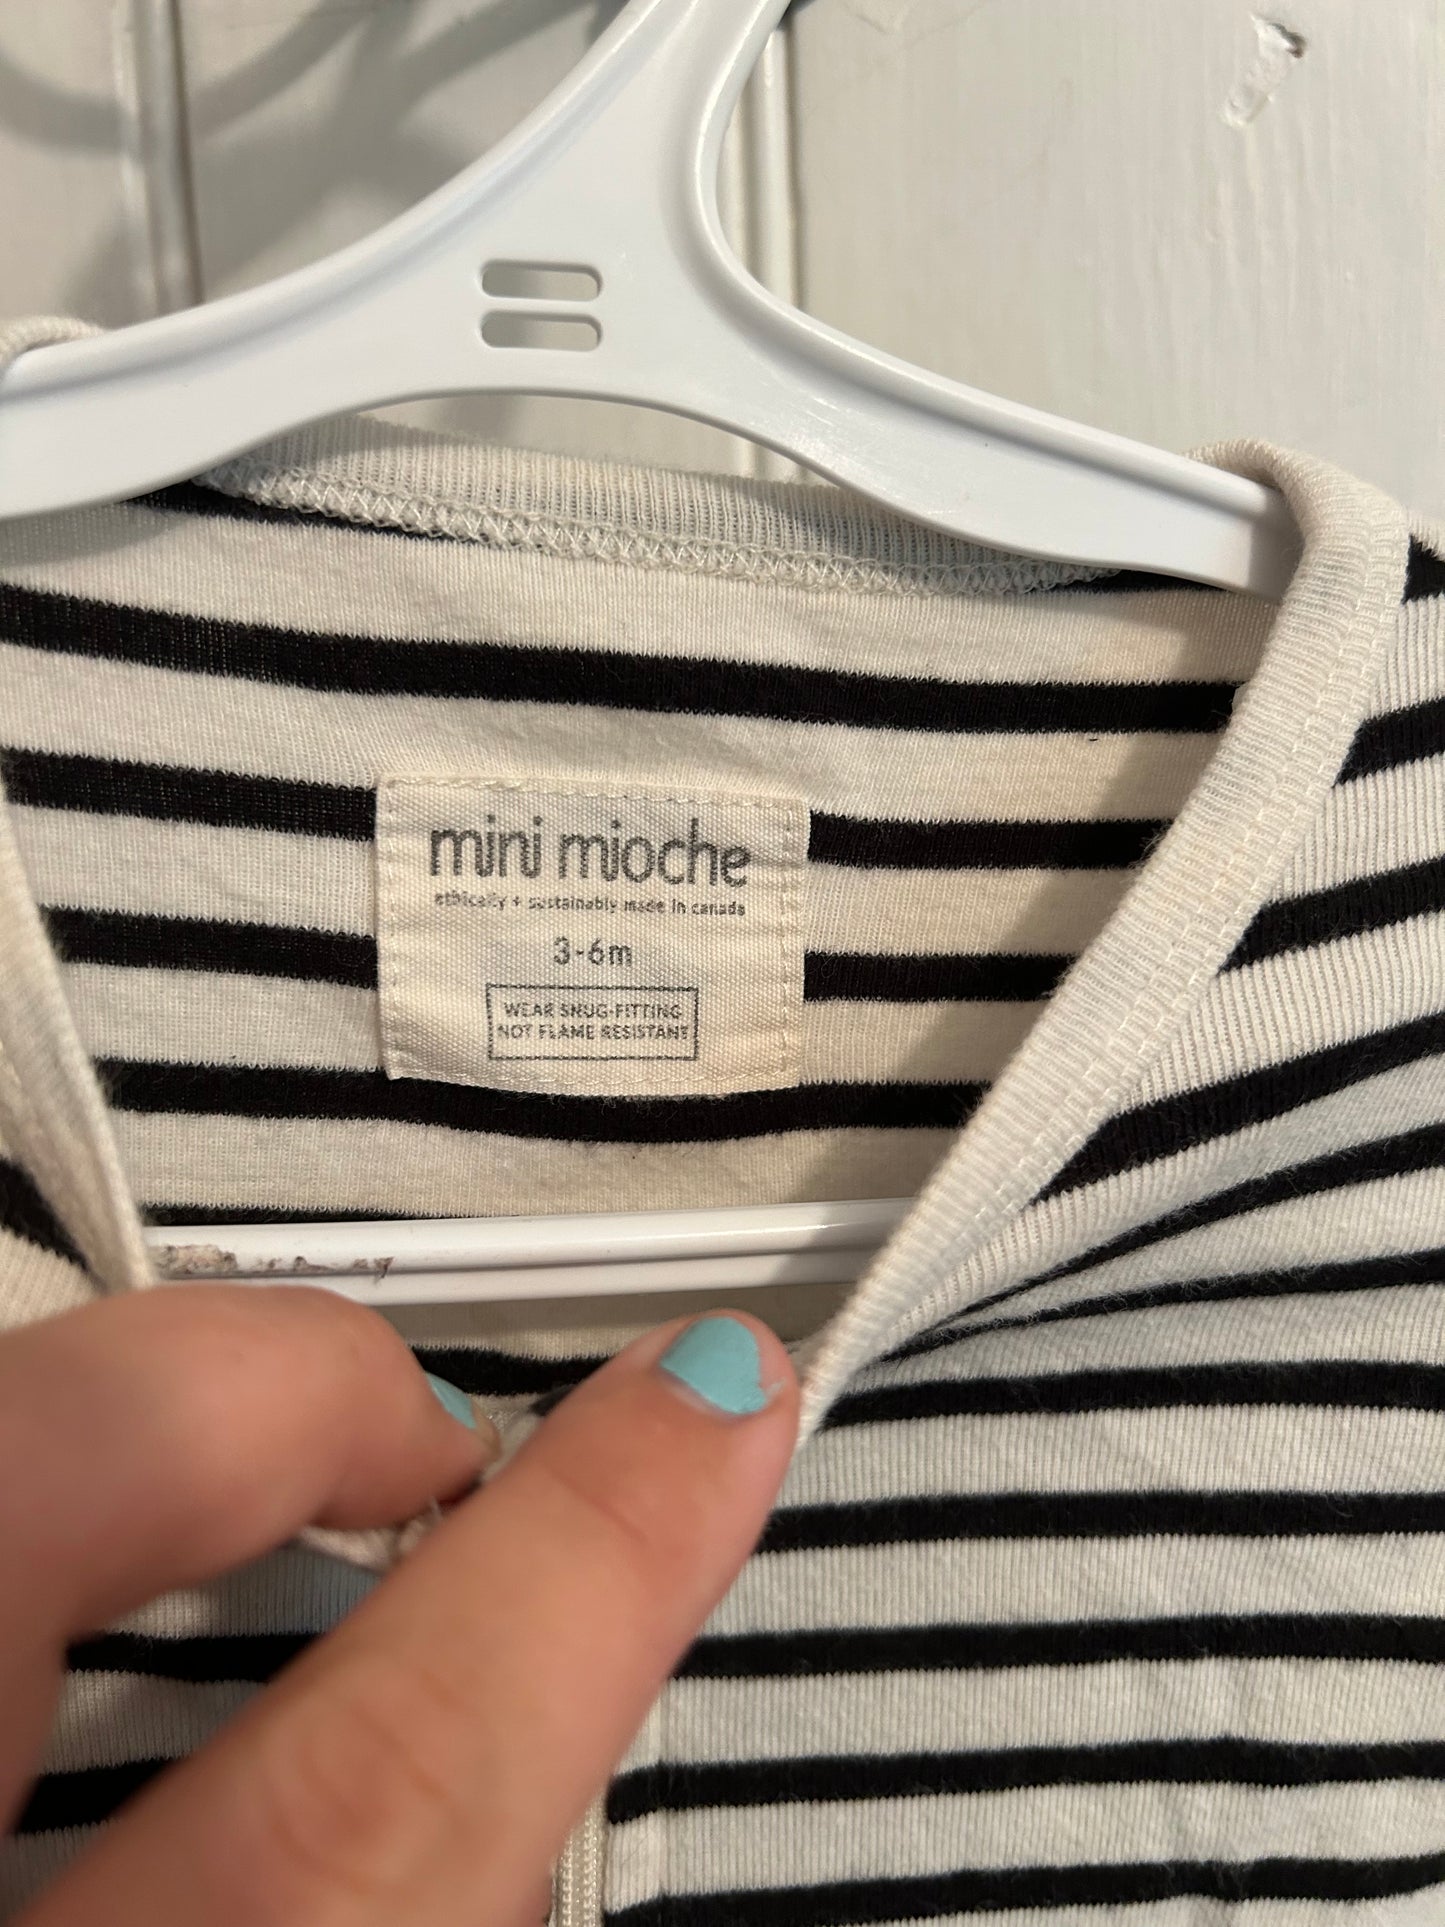 mini mioche
ethically + sustainably made in canada
3-6m
WEAR SNUG-FITTING
NOT FLAME RESISTANT